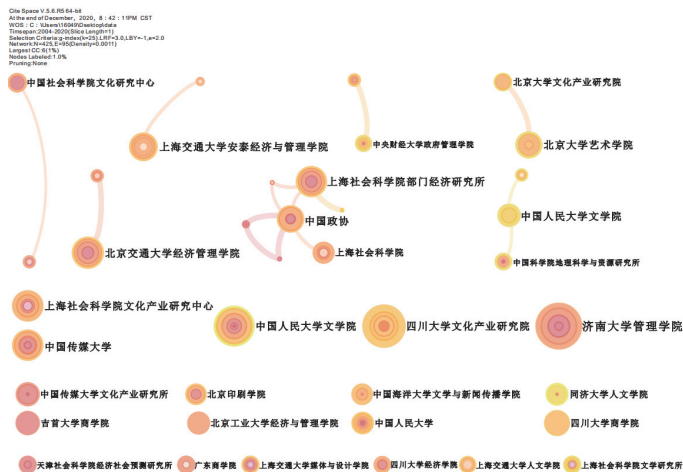 Cite Space V.5.6.R5 64-bit
At the end of December, 2020, 8:42:11PM CST
WOS: C:\Users\16049\Desktop\data
Timespan:2004-2020(Slice Length=1)
Selection Criteria:g-index(k=25).LRF=3.0,LBY=-1,e=2.0
Network:N=425,E=95(Density=0.0011)
Largest CC:6(1%)
Nodes Labeled:1.0%
Pruning:None
中国社会科学院文化研究中心
北京大学文化产业研究院
上海交通大学安泰经济与管理学院
中央财经大学政府管理学院
北京大学艺术学院
上海社会科学院部门经济研究所
中国政协
中国人民大学文学院
北京交通大学经济管理学院
上海社会科学院
中国科学院地理科学与资源研究所
上海社会科学院文化产业研究中心
中国人民大学文学院
四川大学文化产业研究院
济南大学管理学院
中国传媒大学
中国传媒大学文化产业研究所
北京印刷学院
中国海洋大学文学与新闻传播学院
同济大学人文学院
吉首大学商学院
北京工业大学经济与管理学院
中国人民大学
四川大学商学院
天津社会科学院经济社会预测研究所
广东商学院
上海交通大学媒体与设计学院
四川大学经济学院
上海交通大学人文学院
上海社会科学院文学研究所